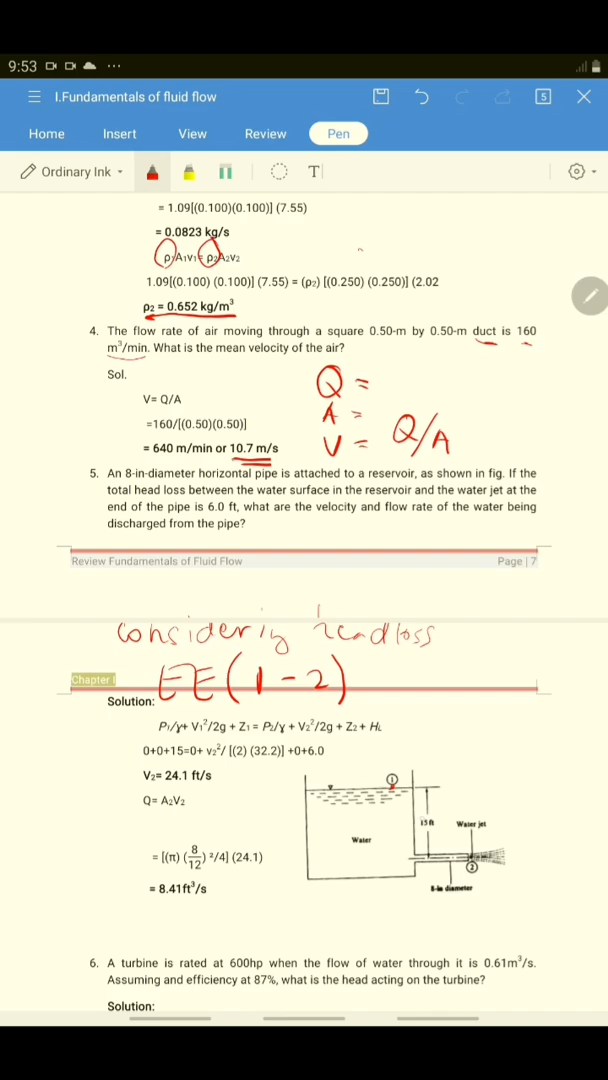 9:53 ...
I.Fundamentals of fluid flow 5
Home Insert View Review Pen
Ordinary Ink T
= 1.09[(0.100)(0.100)] (7.55)
= 0.0823 kg/s
ρ₁A₁V₁= ρ₂A₂V₂
1.09[(0.100) (0.100)] (7.55) = (ρ₂) [(0.250) (0.250)] (2.02
ρ₂ = 0.652 kg/m³
4. The flow rate of air moving through a square 0.50-m by 0.50-m duct is 160
m³/min. What is the mean velocity of the air?
Sol.
Q =
V= Q/A
A =
=160/[(0.50)(0.50)]
V = Q/A
= 640 m/min or 10.7 m/s
5. An 8-in-diameter horizontal pipe is attached to a reservoir, as shown in fig. If the
total head loss between the water surface in the reservoir and the water jet at the
end of the pipe is 6.0 ft, what are the velocity and flow rate of the water being
discharged from the pipe?
Review Fundamentals of Fluid Flow Page | 7
considering headloss
Chapter I
EE (1-2)
Solution:
P₁/γ+ V₁²/2g + Z₁ = P₂/γ + V₂²/2g + Z₂ + HL
0+0+15=0+ v₂²/ [(2) (32.2)] +0+6.0
V₂= 24.1 ft/s
Q= A₂V₂
= [(π) (8/12) ²/4] (24.1)
= 8.41ft³/s
1
15 ft
Water jet
Water
2
8-in diameter
6. A turbine is rated at 600hp when the flow of water through it is 0.61m³/s.
Assuming and efficiency at 87%, what is the head acting on the turbine?
Solution: